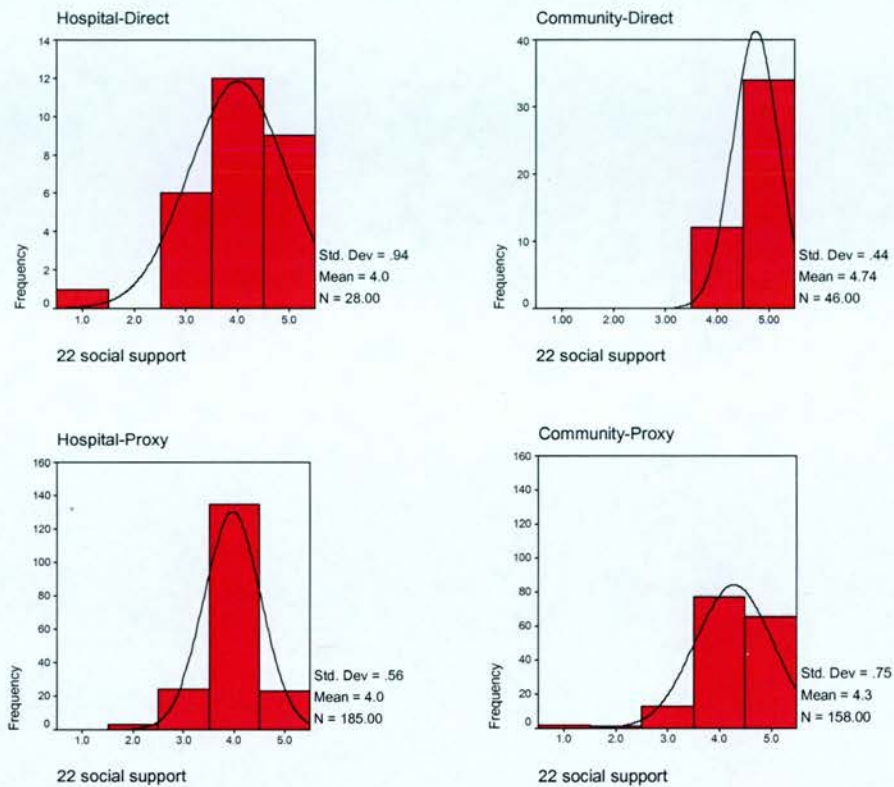 Hospital-Direct
14
12
10
8
6
4
2
0
Frequency
1.0 2.0 3.0 4.0 5.0
Std. Dev = .94
Mean = 4.0
N = 28.00
22 social support
Community-Direct
40
30
20
10
0
Frequency
1.00 2.00 3.00 4.00 5.00
Std. Dev = .44
Mean = 4.74
N = 46.00
22 social support
Hospital-Proxy
160
140
120
100
80
60
40
20
0
Frequency
1.0 2.0 3.0 4.0 5.0
Std. Dev = .56
Mean = 4.0
N = 185.00
22 social support
Community-Proxy
160
140
120
100
80
60
40
20
0
Frequency
1.0 2.0 3.0 4.0 5.0
Std. Dev = .75
Mean = 4.3
N = 158.00
22 social support